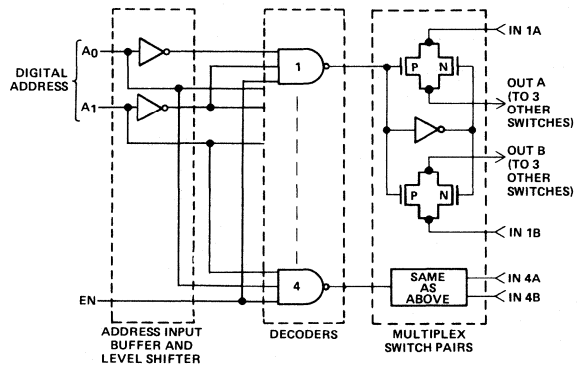 A0
DIGITAL
ADDRESS
A1
EN
ADDRESS INPUT
BUFFER AND
LEVEL SHIFTER
1
4
DECODERS
P N
P N
IN 1A
OUT A
(TO 3
OTHER
SWITCHES)
OUT B
(TO 3
OTHER
SWITCHES)
IN 1B
SAME
AS
ABOVE
IN 4A
IN 4B
MULTIPLEX
SWITCH PAIRS